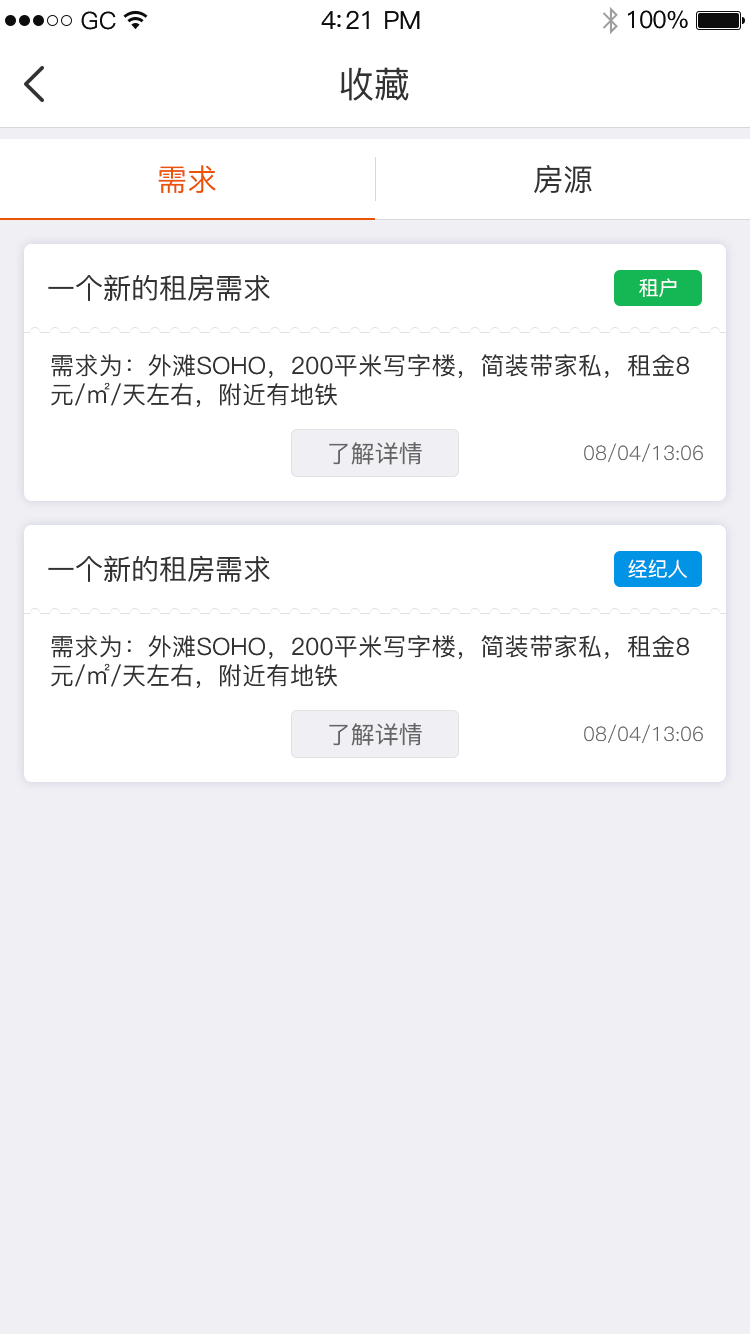 GC 4:21 PM 100%
收藏
需求 房源
一个新的租房需求 租户
需求为：外滩SOHO，200平米写字楼，简装带家私，租金8
元/㎡/天左右，附近有地铁
了解详情 08/04/13:06
一个新的租房需求 经纪人
需求为：外滩SOHO，200平米写字楼，简装带家私，租金8
元/㎡/天左右，附近有地铁
了解详情 08/04/13:06